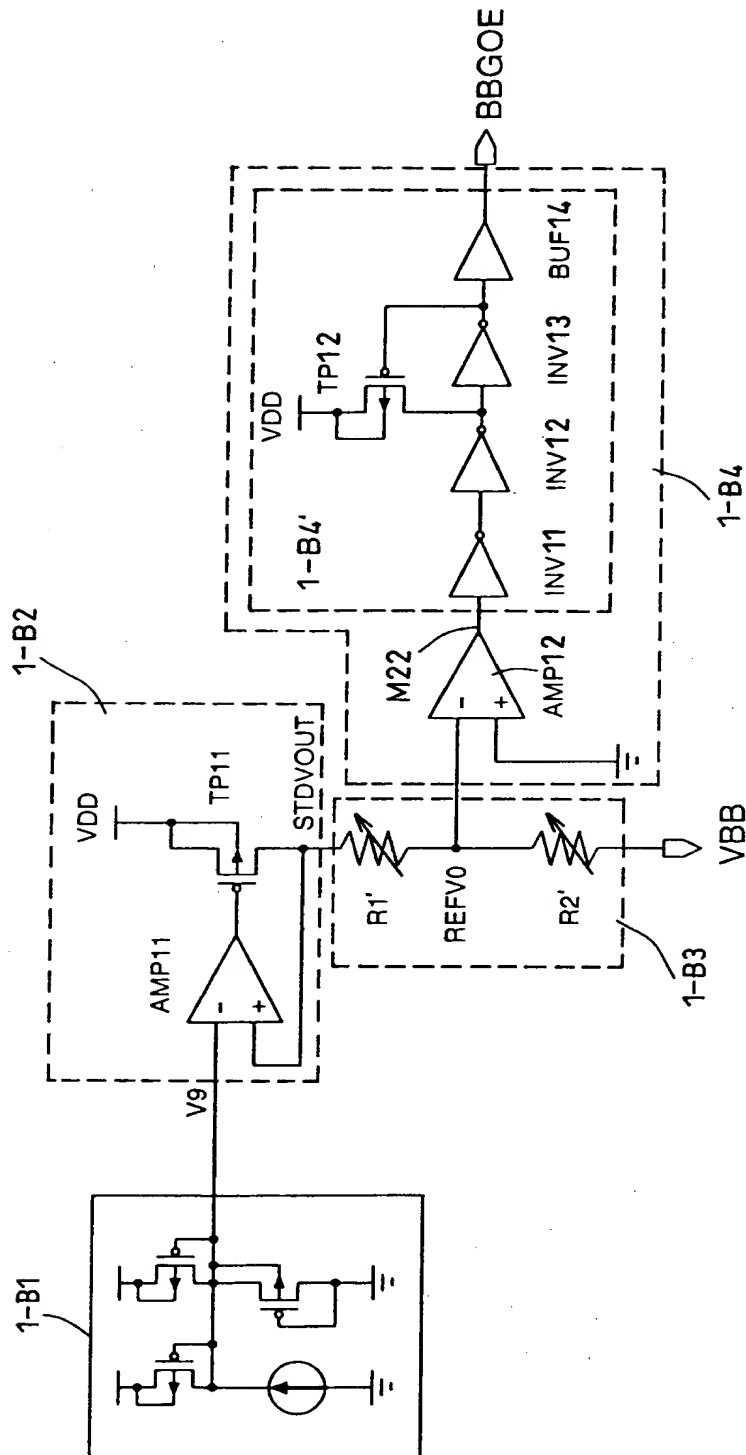 1-B1
V9
1-B2
VDD
AMP11
-
+
TP11
STDVOUT
R1'
REFV0
R2'
VBB
1-B3
M22
-
+
AMP12
1-B4'
VDD
TP12
INV11
INV12
INV13
BUF14
BBGOE
1-B4